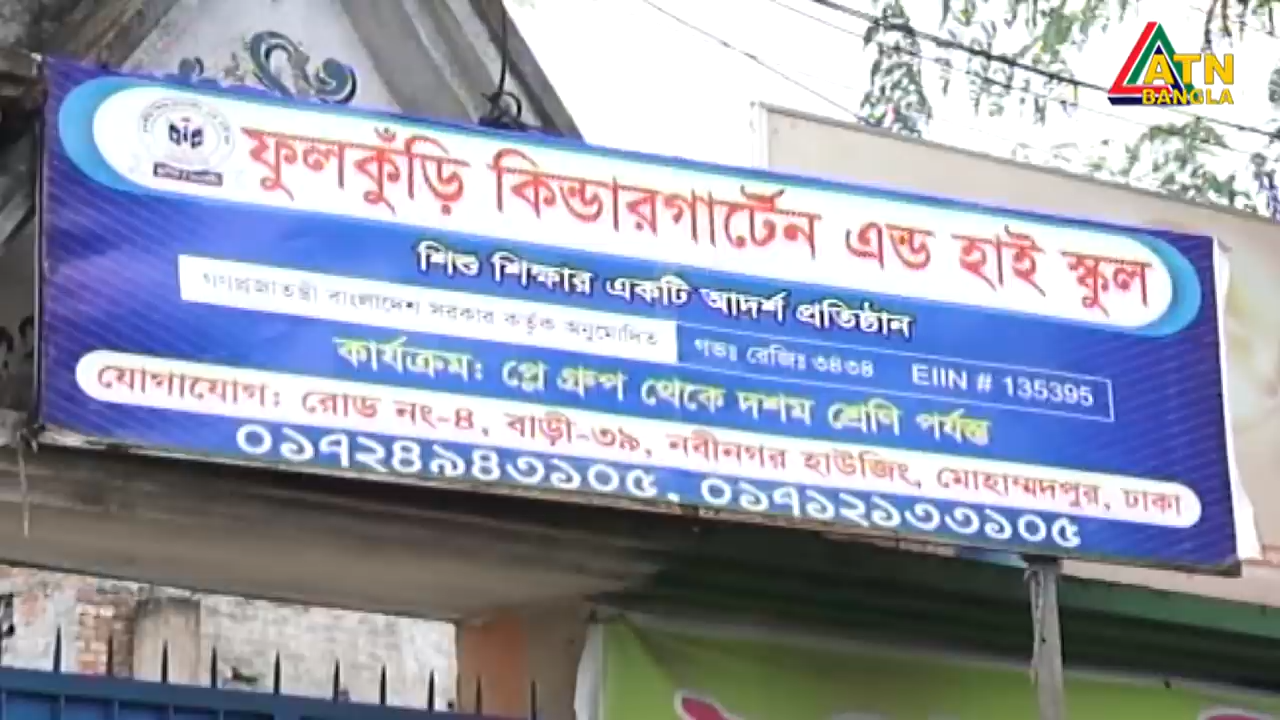 ATN
BANGLA
ফুলকুঁড়ি কিন্ডারগার্টেন এন্ড হাই স্কুল
শিশু শিক্ষার একটি আদর্শ প্রতিষ্ঠান
গণপ্রজাতন্ত্রী বাংলাদেশ সরকার কর্তৃক অনুমোদিত গভঃ রেজিঃ ৩৪৩৪ EIIN # 135395
কার্যক্রম: প্লে গ্রুপ থেকে দশম শ্রেণি পর্যন্ত
যোগাযোগ: রোড নং-৪, বাড়ী-৩৯, নবীনগর হাউজিং, মোহাম্মদপুর, ঢাকা
০১৭২৪৯৪৩১০৫, ০১৭১২১৩৩১০৫